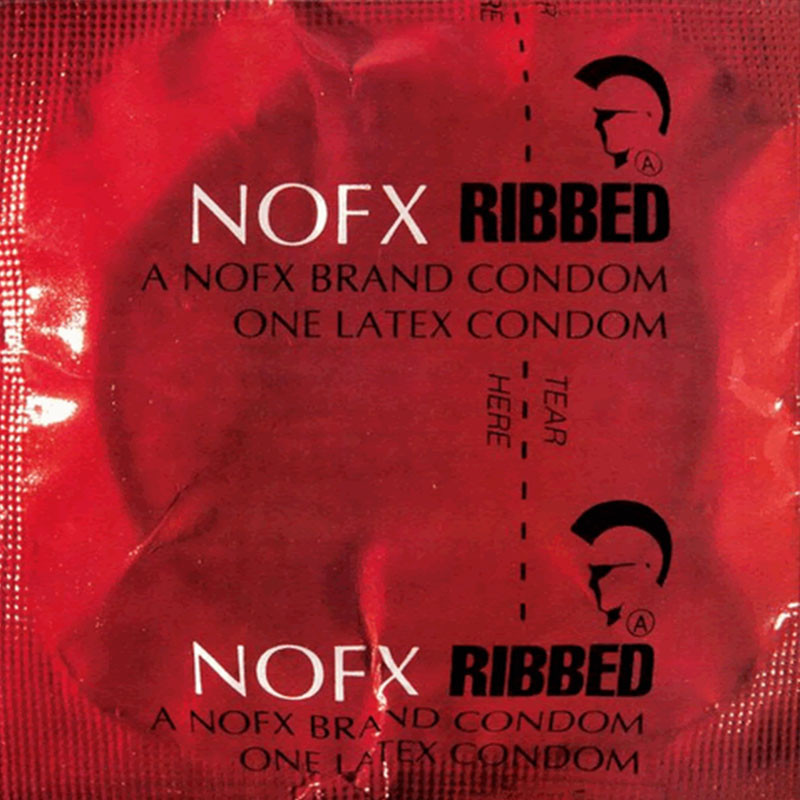 NOFX RIBBED
A NOFX BRAND CONDOM
ONE LATEX CONDOM
TEAR
HERE
NOFX RIBBED
A NOFX BRAND CONDOM
ONE LATEX CONDOM